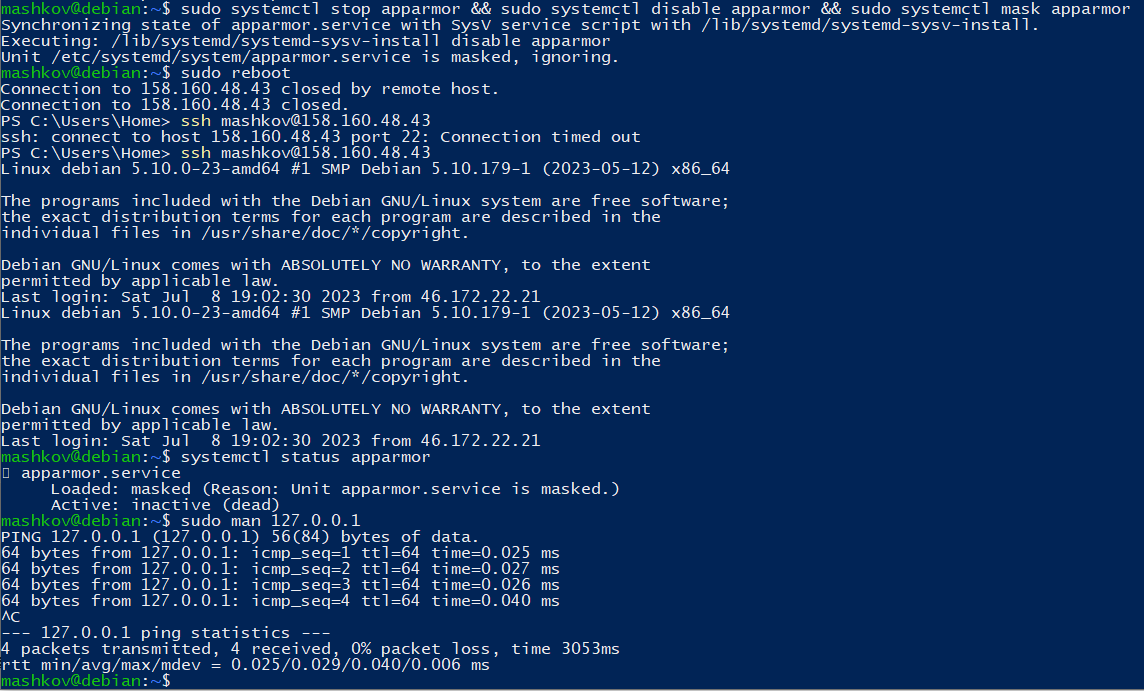 mashkov@debian:~$ sudo systemctl stop apparmor && sudo systemctl disable apparmor && sudo systemctl mask apparmor
Synchronizing state of apparmor.service with SysV service script with /lib/systemd/systemd-sysv-install.
Executing: /lib/systemd/systemd-sysv-install disable apparmor
Unit /etc/systemd/system/apparmor.service is masked, ignoring.
mashkov@debian:~$ sudo reboot
Connection to 158.160.48.43 closed by remote host.
Connection to 158.160.48.43 closed.
PS C:\Users\Home> ssh mashkov@158.160.48.43
ssh: connect to host 158.160.48.43 port 22: Connection timed out
PS C:\Users\Home> ssh mashkov@158.160.48.43
Linux debian 5.10.0-23-amd64 #1 SMP Debian 5.10.179-1 (2023-05-12) x86_64

The programs included with the Debian GNU/Linux system are free software;
the exact distribution terms for each program are described in the
individual files in /usr/share/doc/*/copyright.

Debian GNU/Linux comes with ABSOLUTELY NO WARRANTY, to the extent
permitted by applicable law.
Last login: Sat Jul  8 19:02:30 2023 from 46.172.22.21
Linux debian 5.10.0-23-amd64 #1 SMP Debian 5.10.179-1 (2023-05-12) x86_64

The programs included with the Debian GNU/Linux system are free software;
the exact distribution terms for each program are described in the
individual files in /usr/share/doc/*/copyright.

Debian GNU/Linux comes with ABSOLUTELY NO WARRANTY, to the extent
permitted by applicable law.
Last login: Sat Jul  8 19:02:30 2023 from 46.172.22.21
mashkov@debian:~$ systemctl status apparmor
▯ apparmor.service
     Loaded: masked (Reason: Unit apparmor.service is masked.)
     Active: inactive (dead)
mashkov@debian:~$ sudo man 127.0.0.1
PING 127.0.0.1 (127.0.0.1) 56(84) bytes of data.
64 bytes from 127.0.0.1: icmp_seq=1 ttl=64 time=0.025 ms
64 bytes from 127.0.0.1: icmp_seq=2 ttl=64 time=0.027 ms
64 bytes from 127.0.0.1: icmp_seq=3 ttl=64 time=0.026 ms
64 bytes from 127.0.0.1: icmp_seq=4 ttl=64 time=0.040 ms
^C
--- 127.0.0.1 ping statistics ---
4 packets transmitted, 4 received, 0% packet loss, time 3053ms
rtt min/avg/max/mdev = 0.025/0.029/0.040/0.006 ms
mashkov@debian:~$